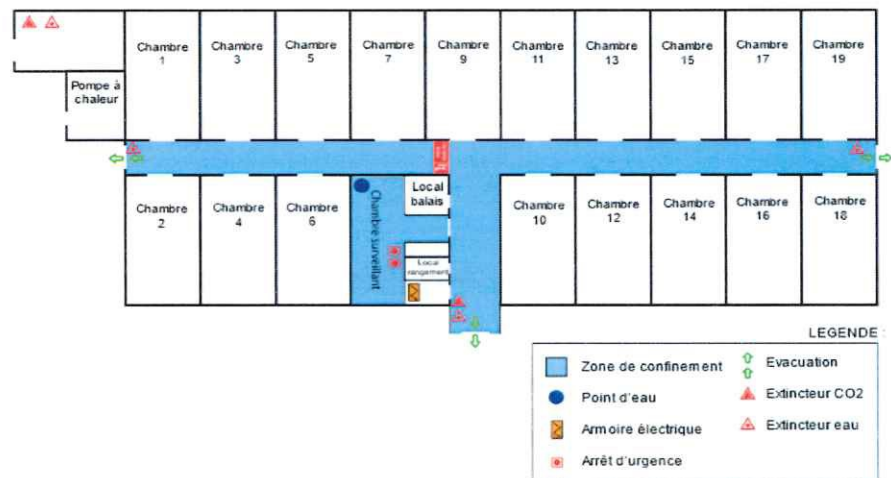 Chambre
1
Chambre
3
Chambre
5
Chambre
7
Chambre
9
Chambre
11
Chambre
13
Chambre
15
Chambre
17
Chambre
19
Pompe à
chaleur
Chambre
2
Chambre
4
Chambre
6
Chambre surveillant
Local
balais
Local
rangement
Chambre
10
Chambre
12
Chambre
14
Chambre
16
Chambre
18
LEGENDE :
Zone de confinement
Evacuation
Point d'eau
Extincteur CO2
Armoire électrique
Extincteur eau
Arrêt d'urgence